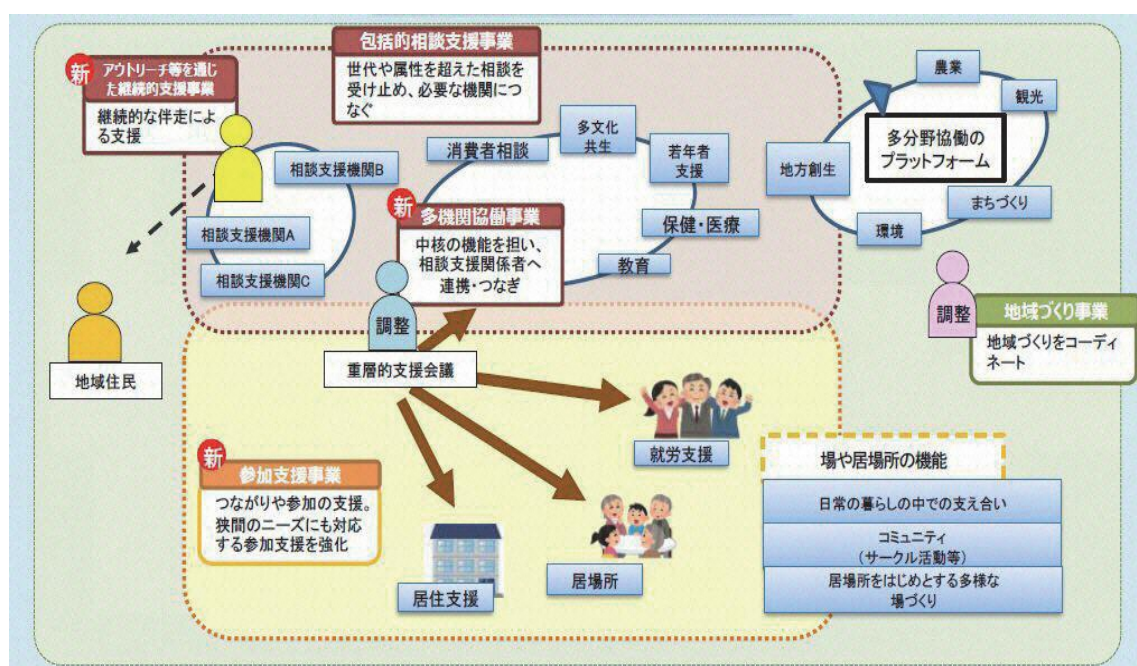 新
アウトリーチ等を通じ
た継続的支援事業
継続的な伴走によ
る支援
包括的相談支援事業
世代や属性を超えた相談を
受け止め、必要な機関につ
なぐ
相談支援機関B
相談支援機関A
相談支援機関C
消費者相談
多文化
共生
若年者
支援
保健・医療
教育
新
多機関協働事業
中核の機能を担い、
相談支援関係者へ
連携・つなぎ
農業
観光
多分野協働の
プラットフォーム
地方創生
まちづくり
環境
地域住民
調整
重層的支援会議
調整
地域づくり事業
地域づくりをコーディ
ネート
新
参加支援事業
つながりや参加の支援。
狭間のニーズにも対応
する参加支援を強化
就労支援
居場所
居住支援
場や居場所の機能
日常の暮らしの中での支え合い
コミュニティ
(サークル活動等)
居場所をはじめとする多様な
場づくり